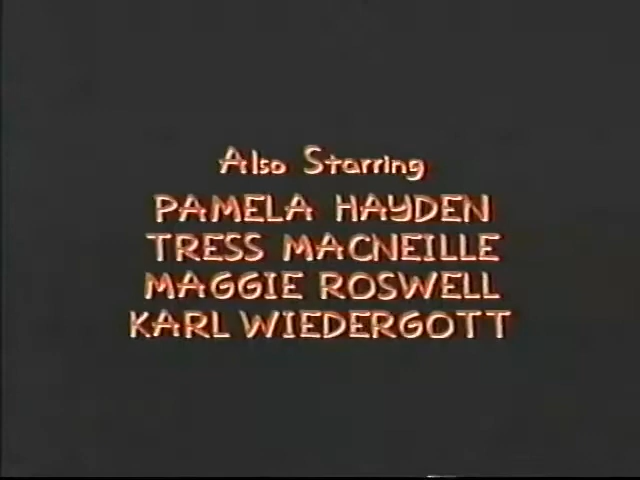 Also Starring
PAMELA HAYDEN
TRESS MACNEILLE
MAGGIE ROSWELL
KARL WIEDERGOTT